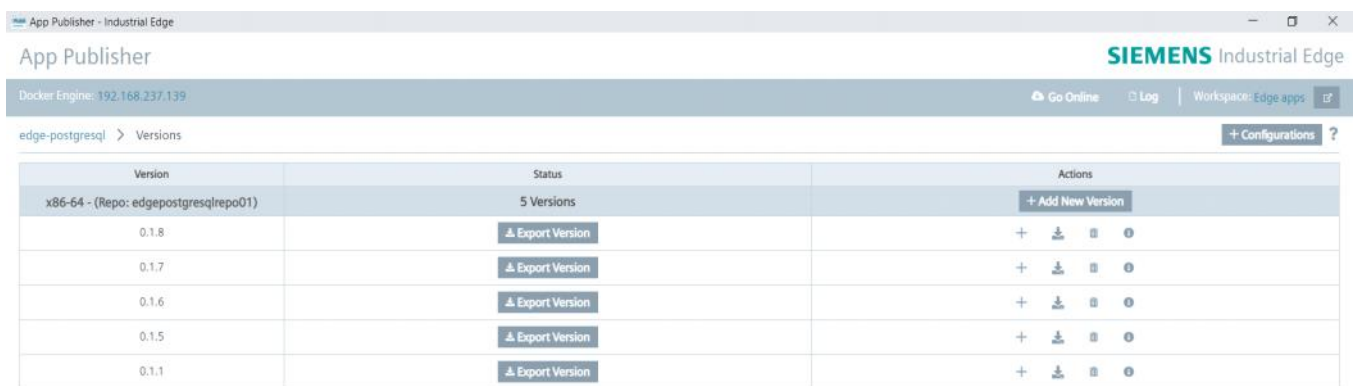 App Publisher - Industrial Edge
App Publisher
SIEMENS Industrial Edge
Docker Engine: 192.168.237.139
Go Online
Log
Workspace: Edge apps
edge-postgresql > Versions
+ Configurations ?
Version Status Actions
x86-64 - (Repo: edgepostgresqlrepo01) 5 Versions + Add New Version
0.1.8 Export Version
0.1.7 Export Version
0.1.6 Export Version
0.1.5 Export Version
0.1.1 Export Version